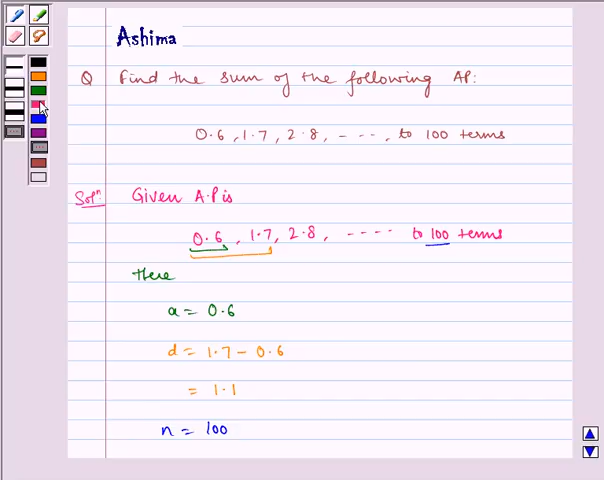 Ashima
Q Find the sum of the following AP:
0.6, 1.7, 2.8, - - - -, to 100 terms
Solⁿ: Given A.P is
0.6, 1.7, 2.8, - - - - to 100 terms
Here
a = 0.6
d = 1.7 - 0.6
= 1.1
n = 100